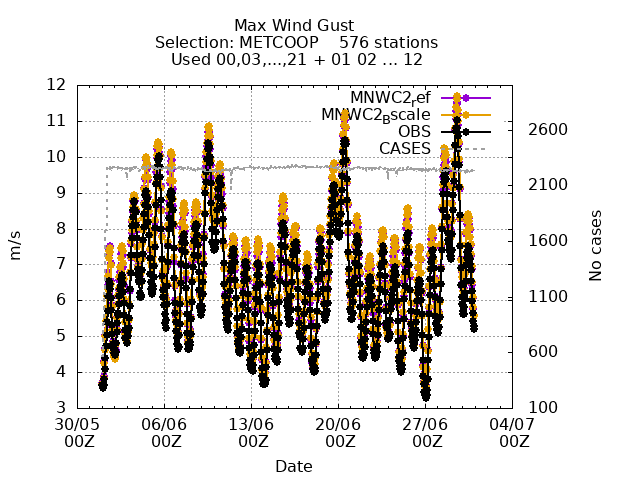 Max Wind Gust
Selection: METCOOP 576 stations
Used 00,03,...,21 + 01 02 ... 12
MNWC2ref
MNWC2Bscale
OBS
CASES
12
11
10
9
8
7
6
5
4
3
m/s
2600
2100
1600
1100
600
100
No cases
30/05 06/06 13/06 20/06 27/06 04/07
00Z 00Z 00Z 00Z 00Z 00Z
Date